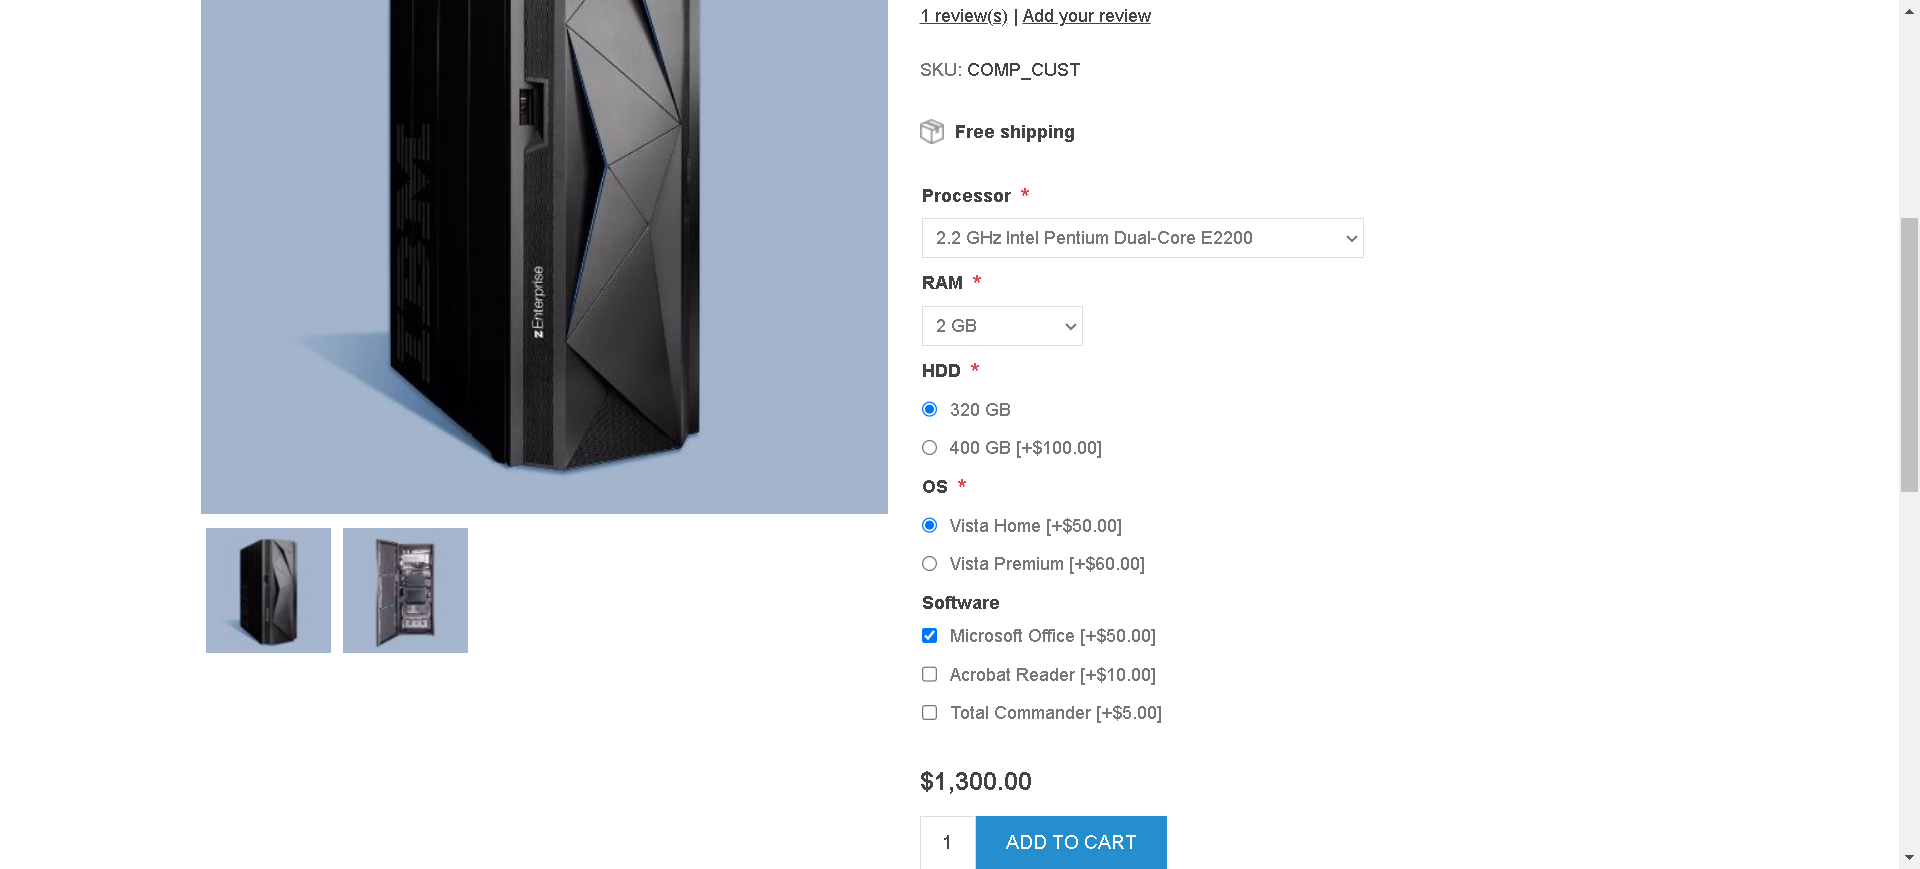 1 review(s) | Add your review
SKU: COMP_CUST
Free shipping
Processor *
2.2 GHz Intel Pentium Dual-Core E2200
RAM *
2 GB
HDD *
320 GB
400 GB [+$100.00]
OS *
Vista Home [+$50.00]
Vista Premium [+$60.00]
Software
Microsoft Office [+$50.00]
Acrobat Reader [+$10.00]
Total Commander [+$5.00]
$1,300.00
1 ADD TO CART
IBM
zEnterprise